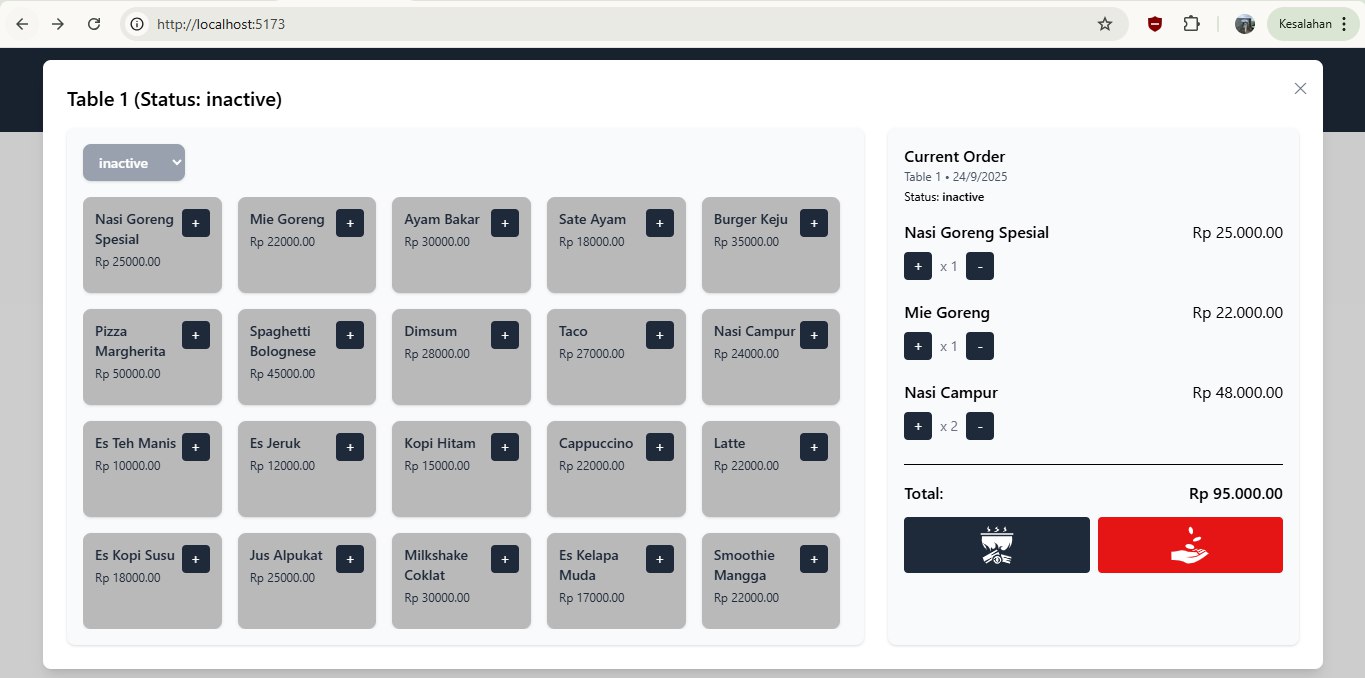 http://localhost:5173
Kesalahan
Table 1 (Status: inactive)
inactive
Nasi Goreng
Spesial
+
Rp 25000.00
Mie Goreng
+
Rp 22000.00
Ayam Bakar
+
Rp 30000.00
Sate Ayam
+
Rp 18000.00
Burger Keju
+
Rp 35000.00
Pizza
Margherita
+
Rp 50000.00
Spaghetti
Bolognese
+
Rp 45000.00
Dimsum
+
Rp 28000.00
Taco
+
Rp 27000.00
Nasi Campur
+
Rp 24000.00
Es Teh Manis
+
Rp 10000.00
Es Jeruk
+
Rp 12000.00
Kopi Hitam
+
Rp 15000.00
Cappuccino
+
Rp 22000.00
Latte
+
Rp 22000.00
Es Kopi Susu
+
Rp 18000.00
Jus Alpukat
+
Rp 25000.00
Milkshake
Coklat
+
Rp 30000.00
Es Kelapa
Muda
+
Rp 17000.00
Smoothie
Mangga
+
Rp 22000.00
Current Order
Table 1 • 24/9/2025
Status: inactive
Nasi Goreng Spesial Rp 25.000.00
+ x 1 -
Mie Goreng Rp 22.000.00
+ x 1 -
Nasi Campur Rp 48.000.00
+ x 2 -
Total: Rp 95.000.00